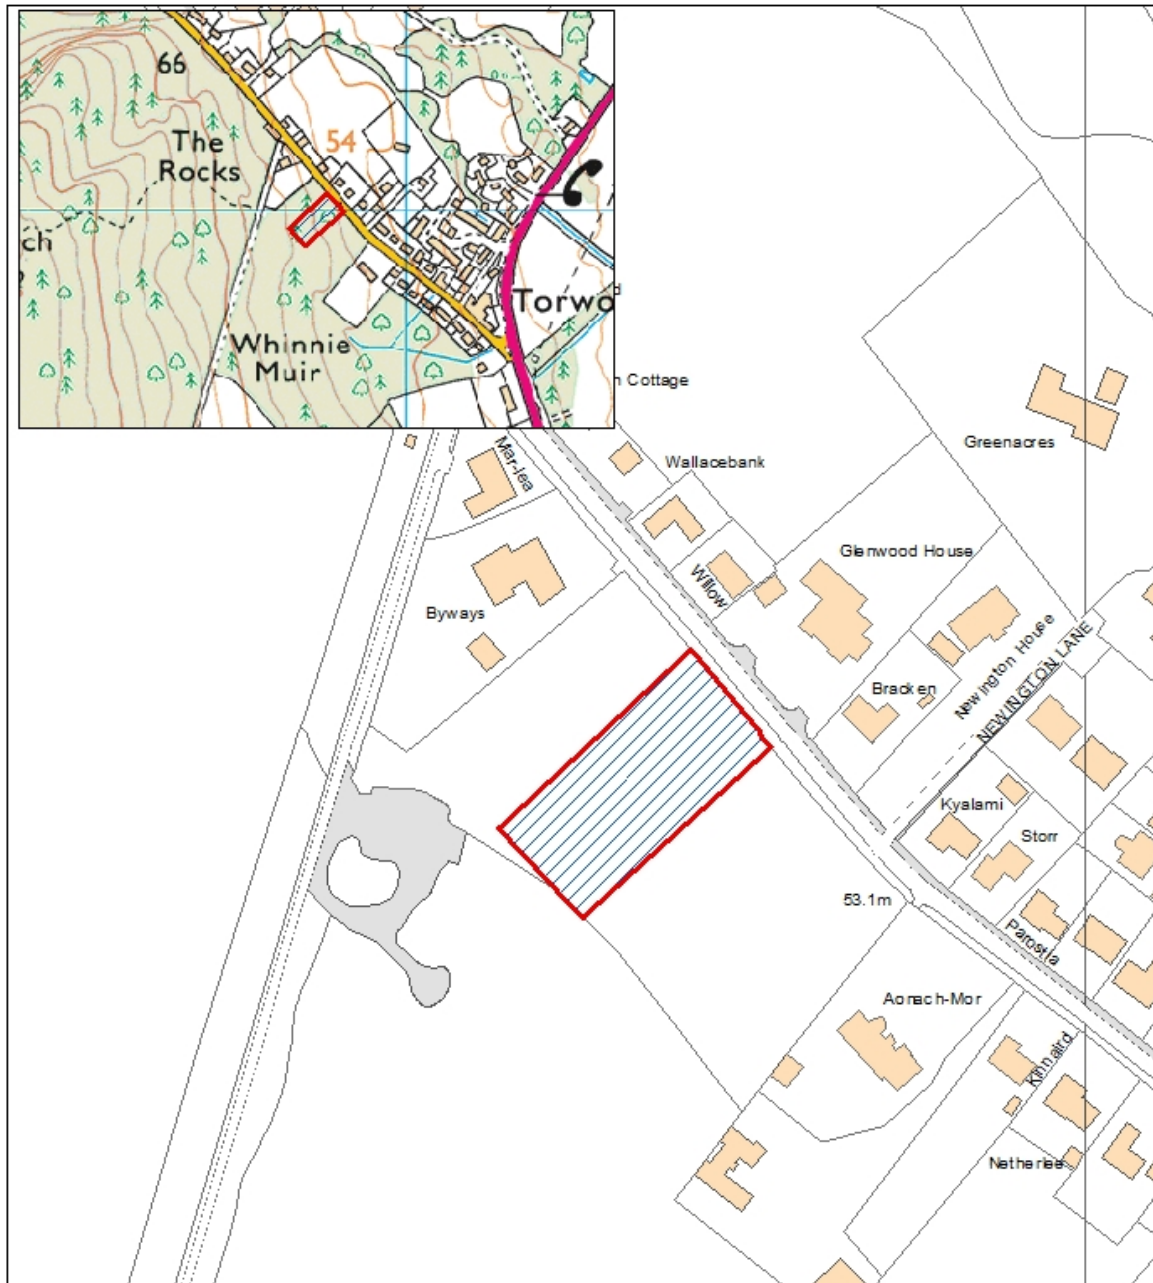 66
The
Rocks
54
ch
Torwo
Whinnie
Muir
Cottage
Mar-lea
Wallacebank
Greenacres
Glenwood House
Willow
Byways
Newington House
NEWINGTON LANE
Bracken
Kyalami
Storr
53.1m
Parostia
Aonach-Mor
Kinnaird
Netherlee